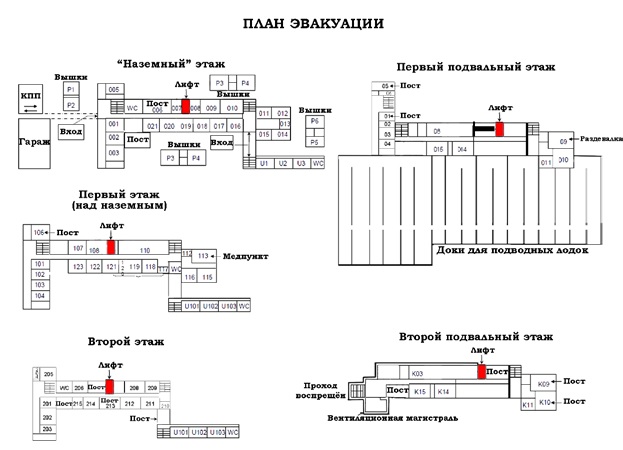 ПЛАН ЭВАКУАЦИИ
“Наземный” этаж
Вышки
P3 P4
Лифт
КПП
P1
P2
005
WC
Пост
006
007
008
009
010
Вышки
Вышки
Гараж
Вход
001
002
003
021 020 019 018 017 016
Пост
Вышки
P3 P4
Вход
011 012
013
015 014
P6
P5
U1 U2 U3 WC
Первый подвальный этаж
05
Пост
06
Лифт
01
Пост
02
03
04
08
015 014
09
Раздевалка
011 010
Доки для подводных лодок
Первый этаж
(над наземным)
Лифт
106
Пост
107 108 110
112
113
Медпункт
101
102
103
104
123 122 121 119 118 117 WC
116 115
U101 U102 U103 WC
Второй этаж
Лифт
205
WC 208 Пост 208 209
201
202
203
Пост 215 214 Пост
213
212 211 210
Пост
U101 U102 U103 WC
Второй подвальный этаж
Лифт
K03
Пост
Проход
воспрещён
Пост
K15 K14
K09
Пост
K11 K10
Пост
Вентиляционная магистраль